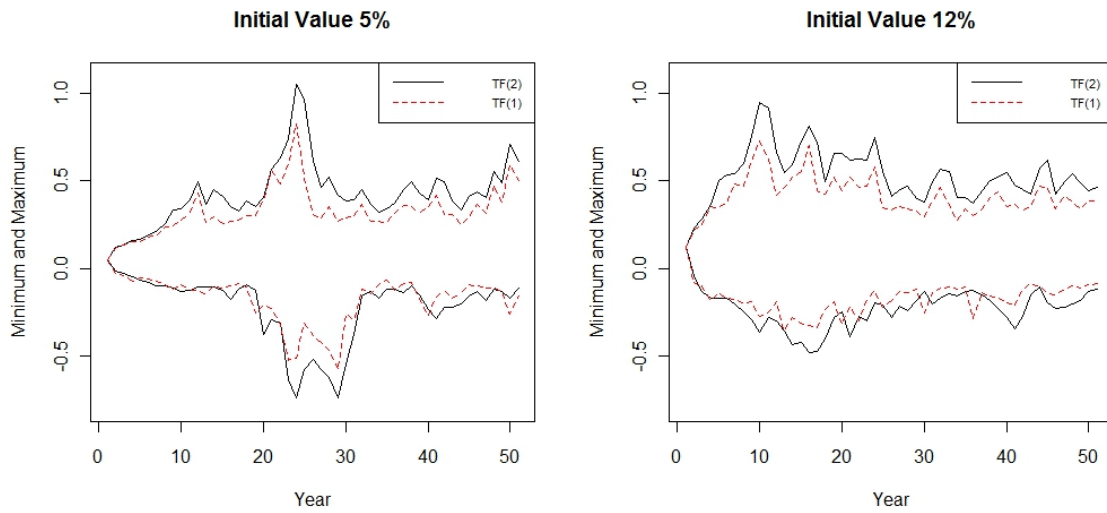 Initial Value 5%
Minimum and Maximum
1.0
0.5
0.0
-0.5
TF(2)
TF(1)
0 10 20 30 40 50
Year
Initial Value 12%
Minimum and Maximum
1.0
0.5
0.0
-0.5
TF(2)
TF(1)
0 10 20 30 40 50
Year